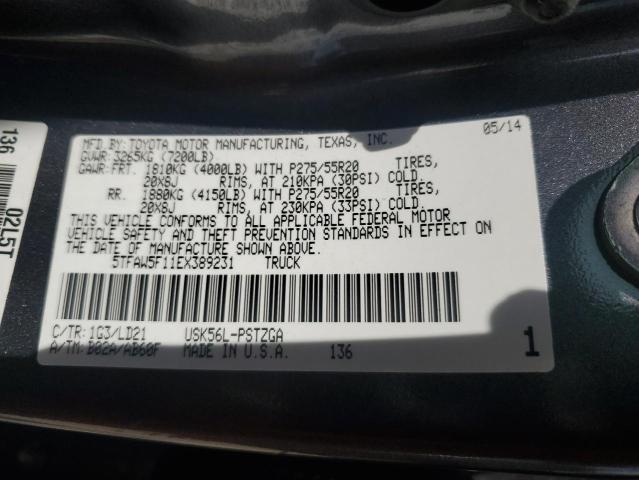 MFD BY: TOYOTA MOTOR MANUFACTURING, TEXAS, INC. 05/14
GVWR: 3265KG (7200LB)
GAWR: FRT. 1810KG (4000LB) WITH P275/55R20 TIRES,
20X8J RIMS, AT 210KPA (30PSI) COLD.
RR. 1880KG (4150LB) WITH P275/55R20 TIRES,
20X8J RIMS, AT 230KPA (33PSI) COLD.
THIS VEHICLE CONFORMS TO ALL APPLICABLE FEDERAL MOTOR
VEHICLE SAFETY AND THEFT PREVENTION STANDARDS IN EFFECT ON
THE DATE OF MANUFACTURE SHOWN ABOVE.
5TFAW5F11EX389231 TRUCK
C/TR: 1G3/LD21 USK56L-PSTZGA
A/TM: B02A/AB60F MADE IN U.S.A. 136 1
136
02L5T